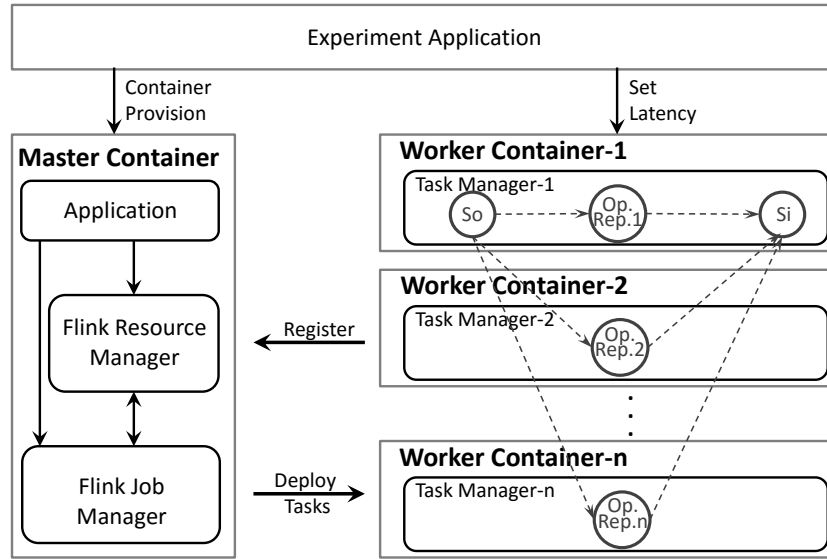 Experiment Application
Container
Provision
Set
Latency
Master Container
Application
Flink Resource
Manager
Flink Job
Manager
Register
Deploy
Tasks
Worker Container-1
Task Manager-1
So
Op.
Rep.1
Si
Worker Container-2
Task Manager-2
Op.
Rep.2
Worker Container-n
Task Manager-n
Op.
Rep.n